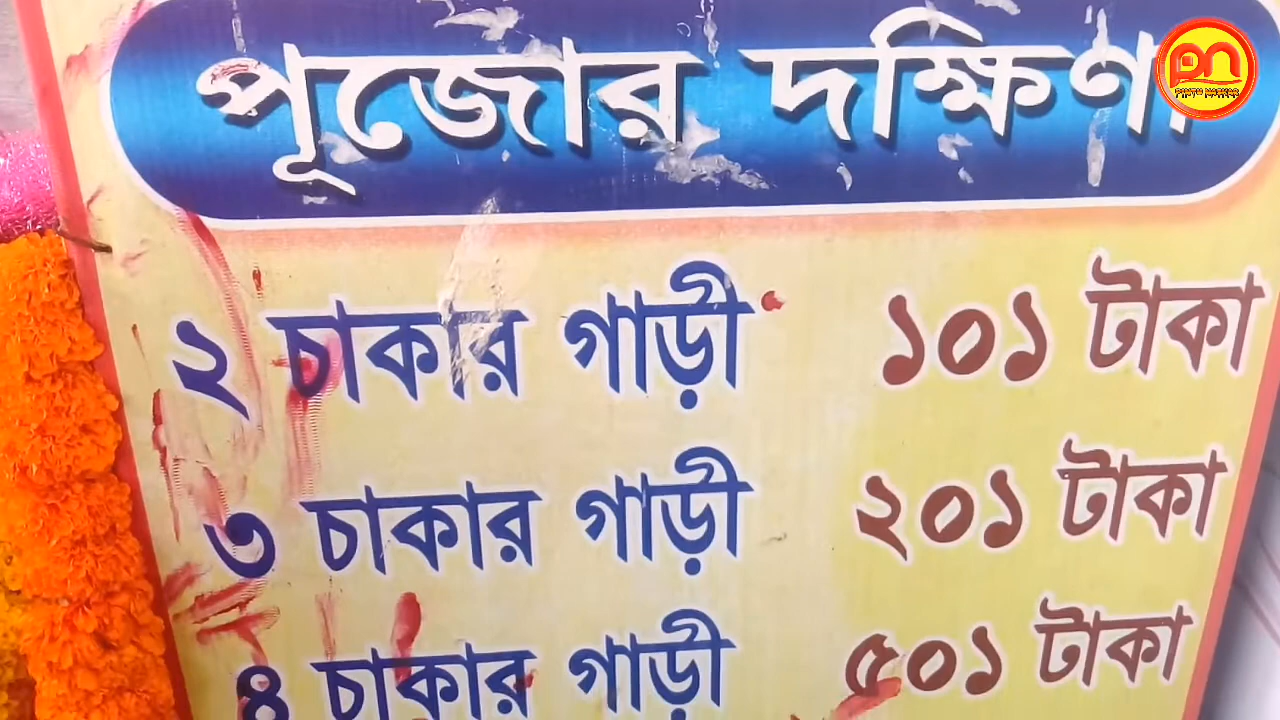 পূজোর দক্ষিণা
২ চাকার গাড়ী ১০১ টাকা
৩ চাকার গাড়ী ২০১ টাকা
৪ চাকার গাড়ী ৫০১ টাকা